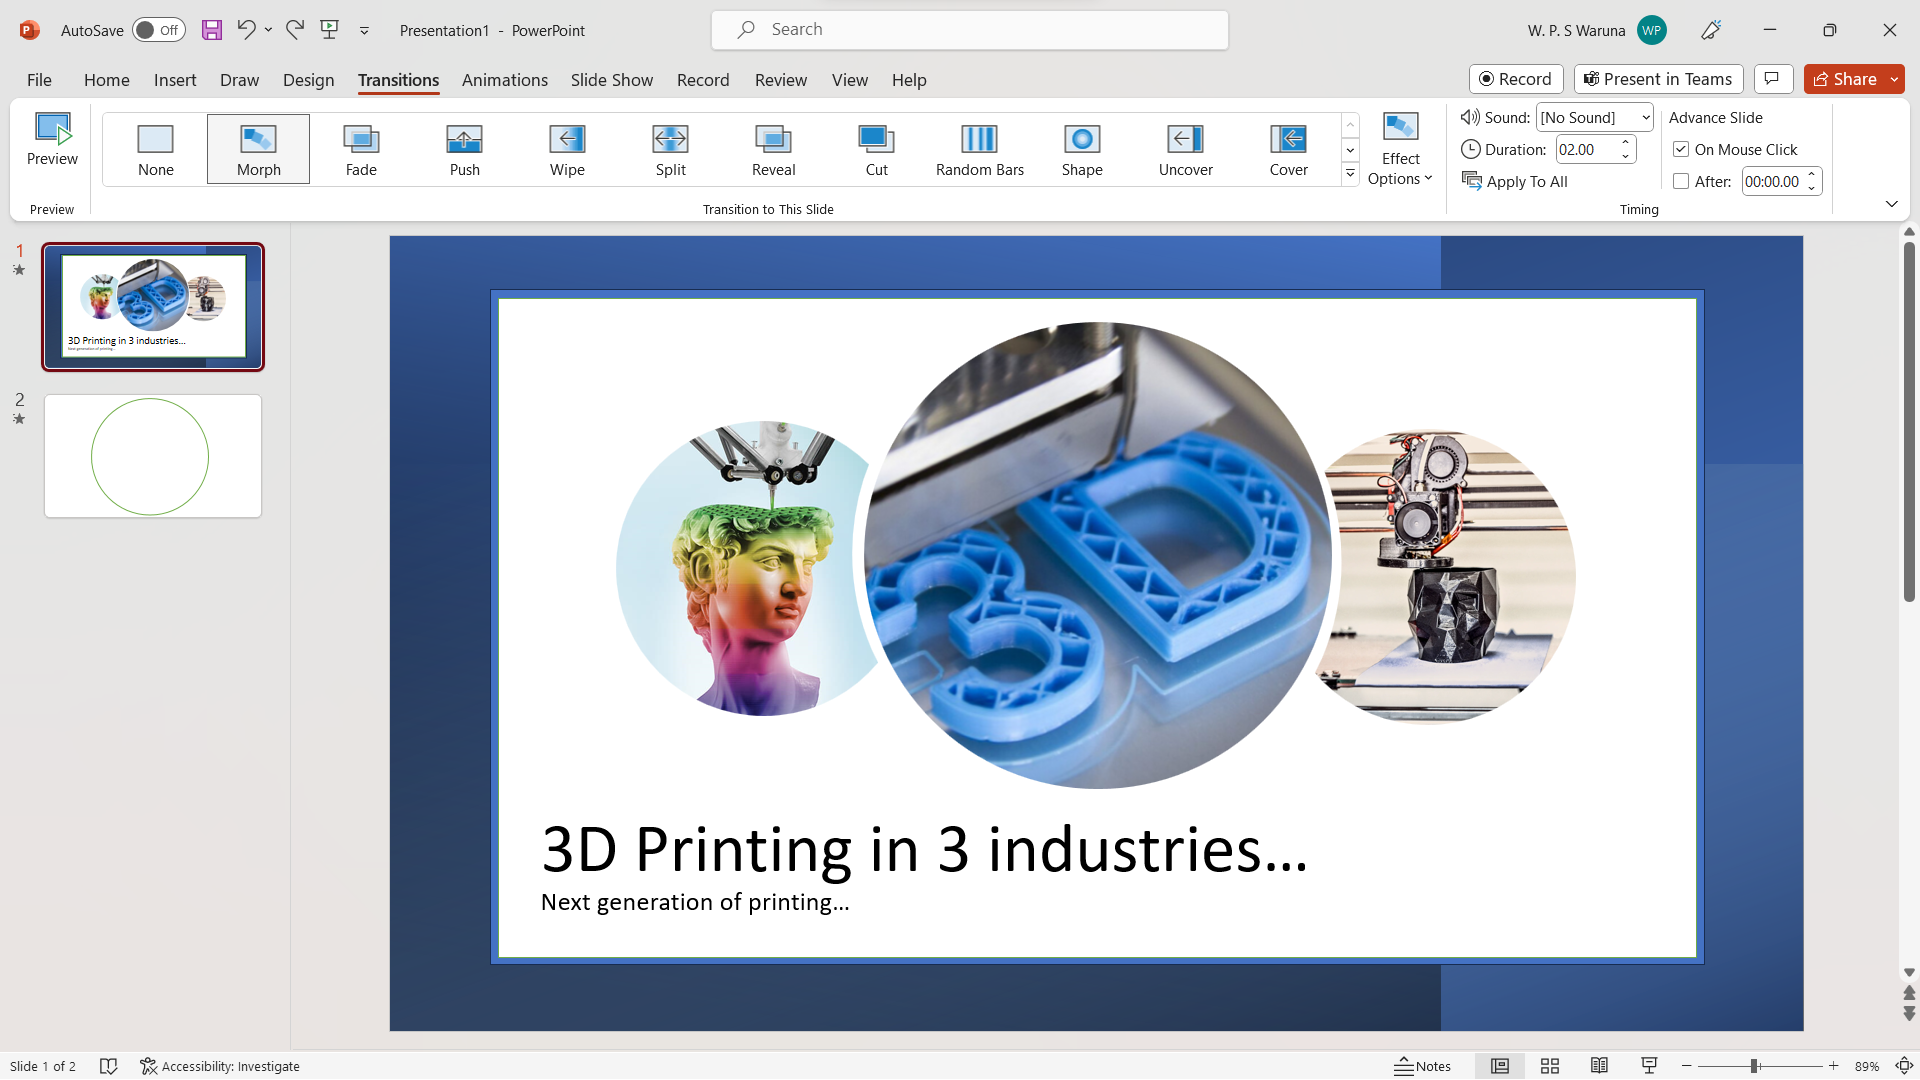 AutoSave Off Presentation1 - PowerPoint Search W. P. S Waruna WP
File Home Insert Draw Design Transitions Animations Slide Show Record Review View Help Record Present in Teams Share
Preview None Morph Fade Push Wipe Split Reveal Cut Random Bars Shape Uncover Cover Effect Options
Sound: [No Sound] Advance Slide
Duration: 02.00 On Mouse Click
Apply To All After: 00:00.00
Preview Transition to This Slide Timing
1
3D Printing in 3 industries...
Next generation of printing...
2
3D Printing in 3 industries...
Next generation of printing...
Slide 1 of 2 Accessibility: Investigate Notes 89%